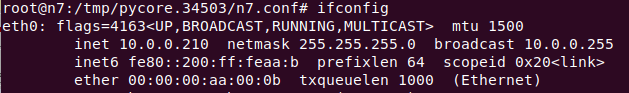 root@n7:/tmp/pycore.34503/n7.conf# ifconfig
eth0: flags=4163<UP,BROADCAST,RUNNING,MULTICAST>  mtu 1500
        inet 10.0.0.210  netmask 255.255.255.0  broadcast 10.0.0.255
        inet6 fe80::200:ff:feaa:b  prefixlen 64  scopeid 0x20<link>
        ether 00:00:00:aa:00:0b  txqueuelen 1000  (Ethernet)